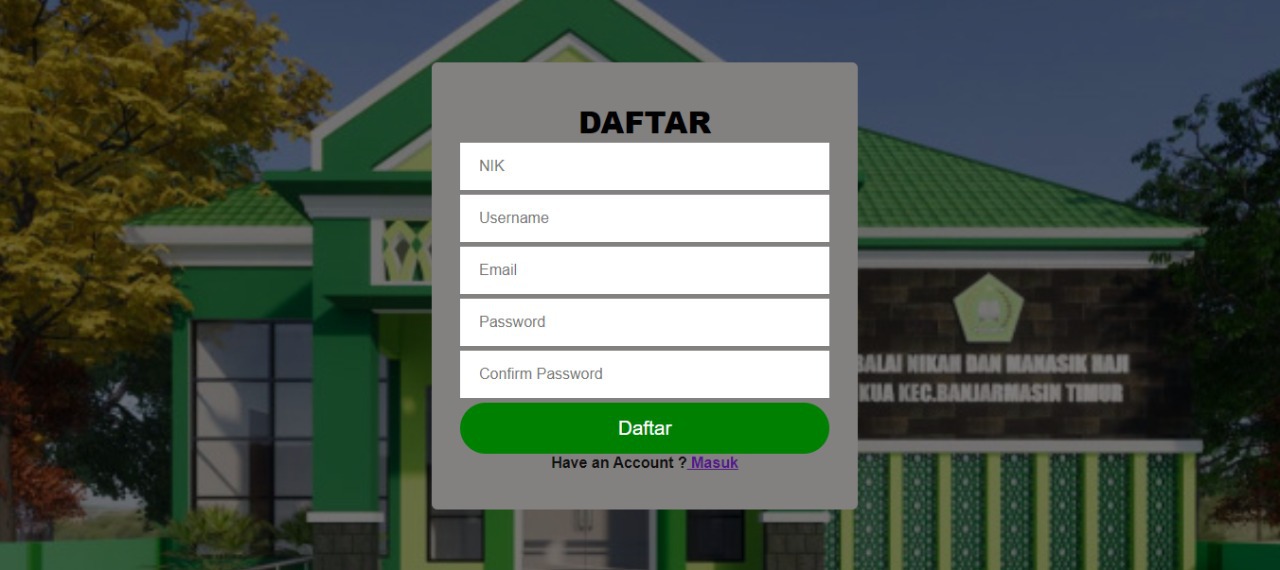 DAFTAR
NIK
Username
Email
Password
Confirm Password
Daftar
Have an Account ? Masuk
BALAI NIKAH DAN MANASIK HAJI
KUA KEC.BANJARMASIN TIMUR